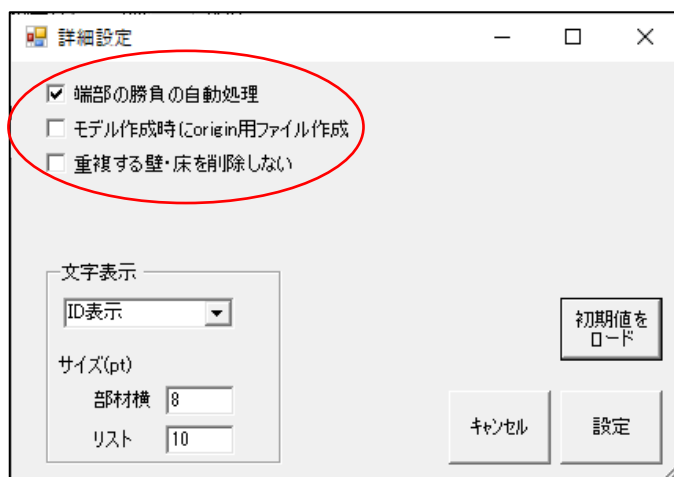 詳細設定
端部の勝負の自動処理
モデル作成時にorigin用ファイル作成
重複する壁・床を削除しない
文字表示
ID表示
サイズ(pt)
部材横 8
リスト 10
初期値を
ロード
キャンセル 設定